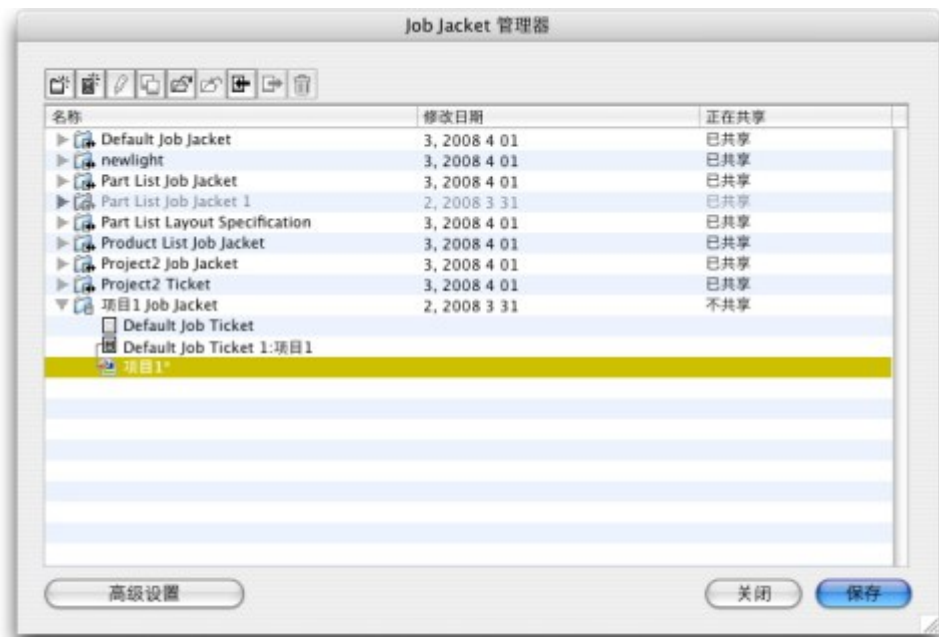 Job Jacket 管理器
名称 修改日期 正在共享
Default Job Jacket 3, 2008 4 01 已共享
newlight 3, 2008 4 01 已共享
Part List Job Jacket 3, 2008 4 01 已共享
Part List Job Jacket 1 2, 2008 3 31 已共享
Part List Layout Specification 3, 2008 4 01 已共享
Product List Job Jacket 3, 2008 4 01 已共享
Project2 Job Jacket 3, 2008 4 01 已共享
Project2 Ticket 3, 2008 4 01 已共享
项目1 Job Jacket 2, 2008 3 31 不共享
Default Job Ticket
Default Job Ticket 1:项目1
项目1*
高级设置 关闭 保存